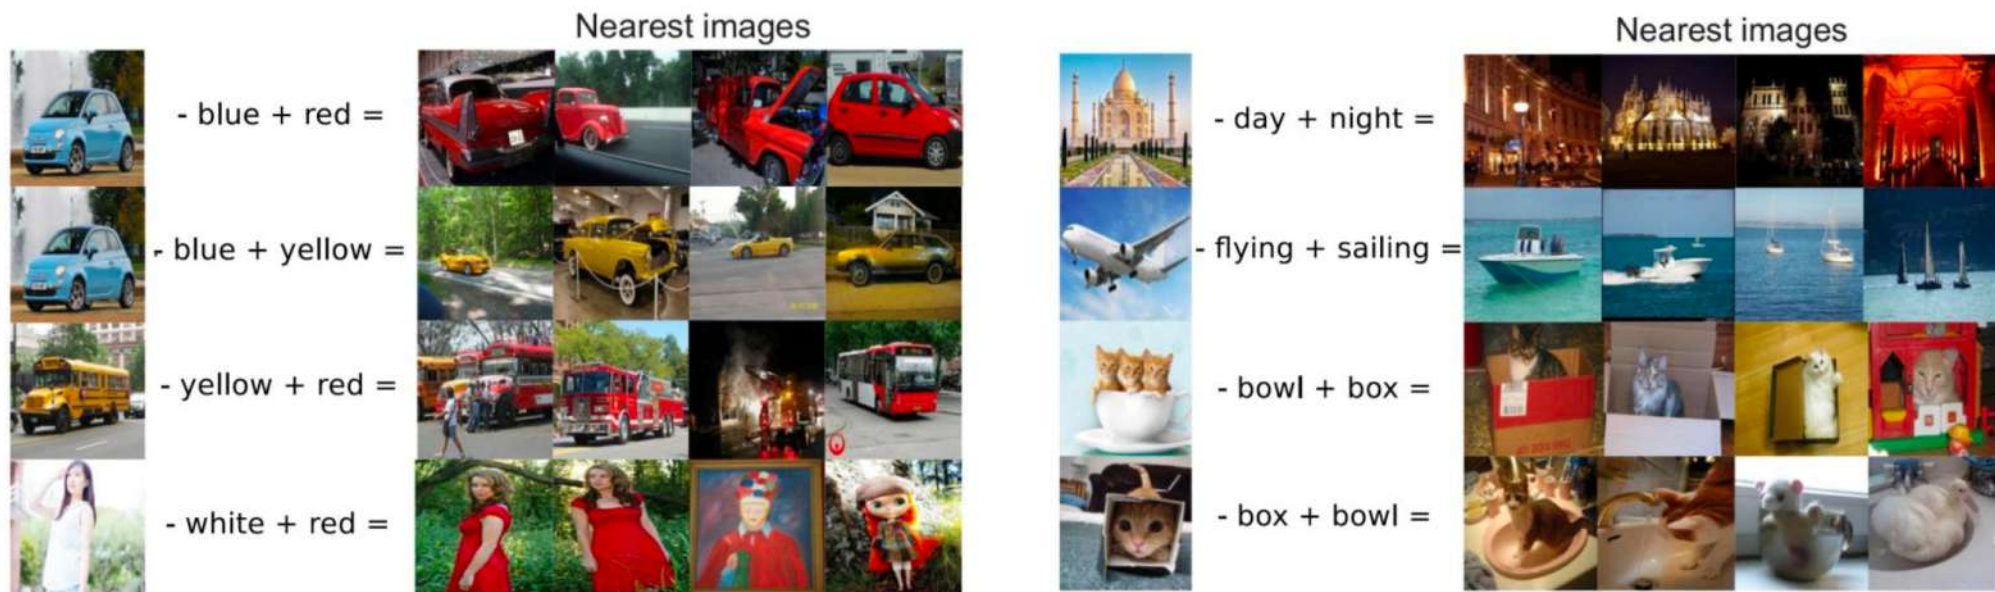 Nearest images
- blue + red =
- blue + yellow =
- yellow + red =
- white + red =
Nearest images
- day + night =
- flying + sailing =
- bowl + box =
- box + bowl =